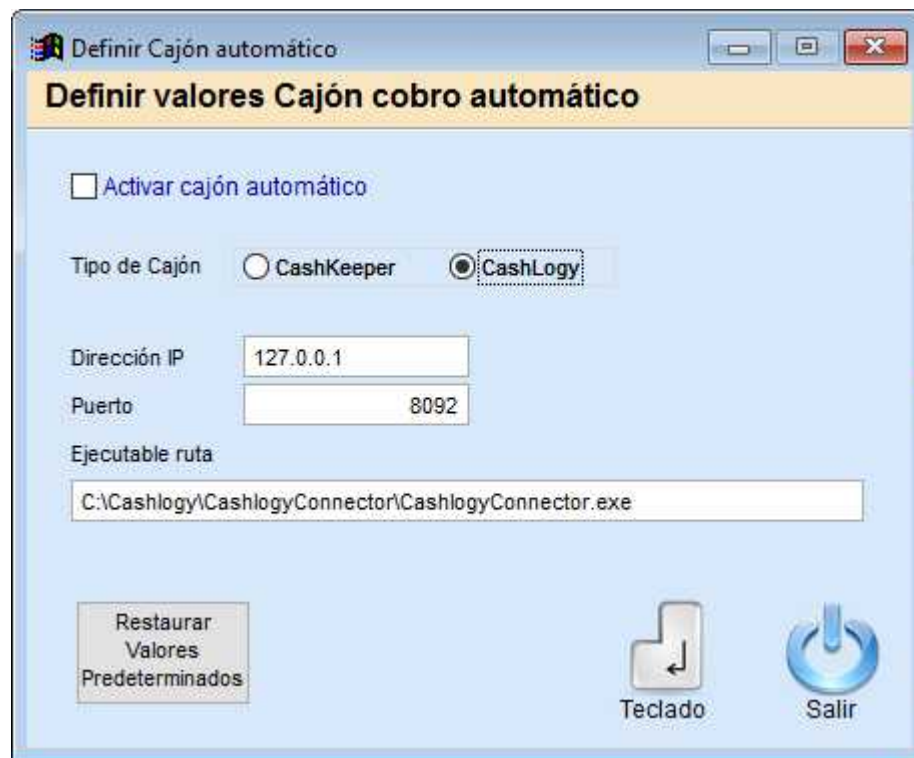 Definir Cajón automático
Definir valores Cajón cobro automático
Activar cajón automático
Tipo de Cajón CashKeeper CashLogy
Dirección IP 127.0.0.1
Puerto 8092
Ejecutable ruta
C:\Cashlogy\CashlogyConnector\CashlogyConnector.exe
Restaurar
Valores
Predeterminados
Teclado Salir